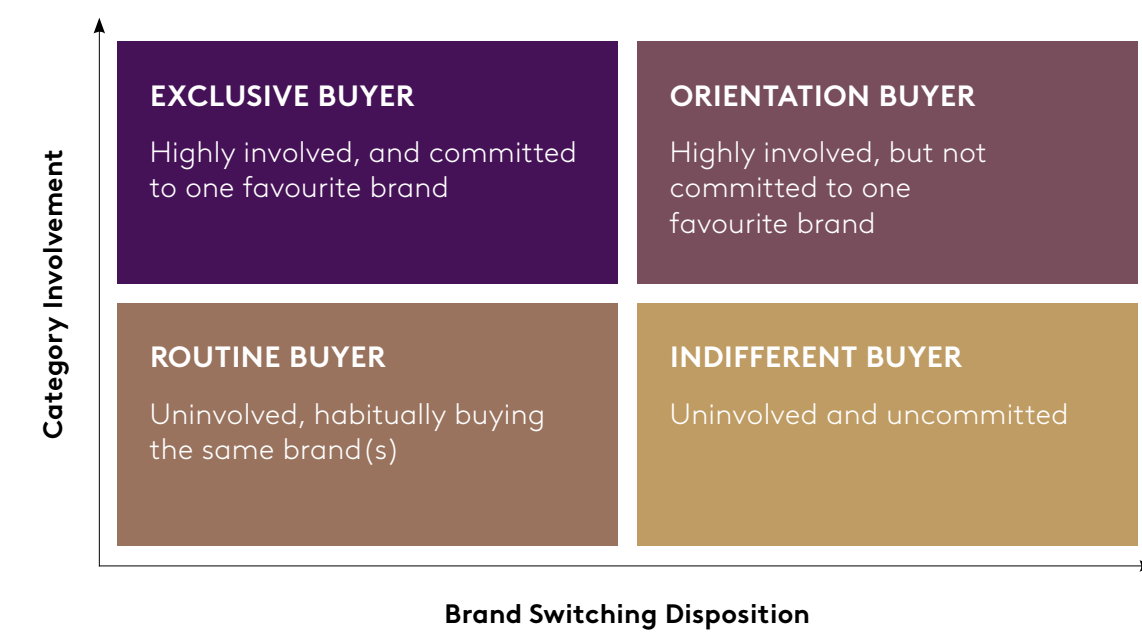 Category Involvement
EXCLUSIVE BUYER
Highly involved, and committed
to one favourite brand
ORIENTATION BUYER
Highly involved, but not
committed to one
favourite brand
ROUTINE BUYER
Uninvolved, habitually buying
the same brand(s)
INDIFFERENT BUYER
Uninvolved and uncommitted
Brand Switching Disposition